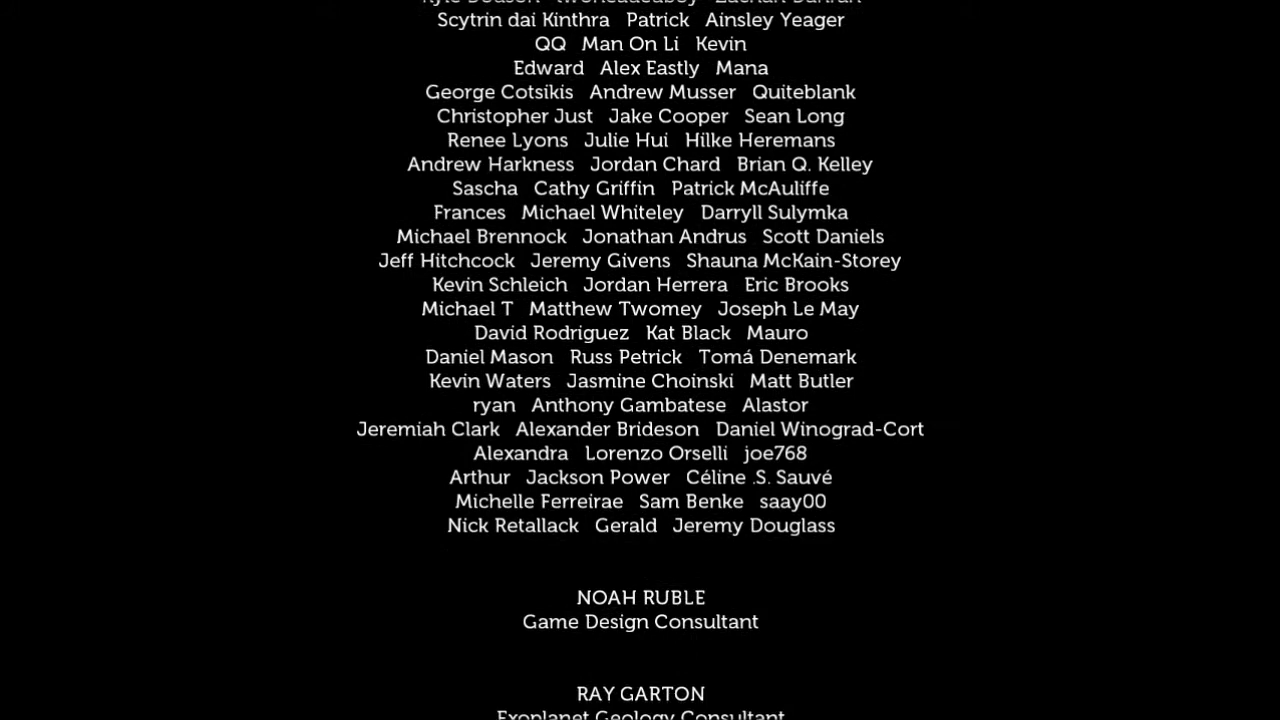 Scytrin dai Kinthra Patrick Ainsley Yeager
QQ Man On Li Kevin
Edward Alex Eastly Mana
George Cotsikis Andrew Musser Quiteblank
Christopher Just Jake Cooper Sean Long
Renee Lyons Julie Hui Hilke Heremans
Andrew Harkness Jordan Chard Brian Q. Kelley
Sascha Cathy Griffin Patrick McAuliffe
Frances Michael Whiteley Darryll Sulymka
Michael Brennock Jonathan Andrus Scott Daniels
Jeff Hitchcock Jeremy Givens Shauna McKain-Storey
Kevin Schleich Jordan Herrera Eric Brooks
Michael T Matthew Twomey Joseph Le May
David Rodriguez Kat Black Mauro
Daniel Mason Russ Petrick Tomá Denemark
Kevin Waters Jasmine Choinski Matt Butler
ryan Anthony Gambatese Alastor
Jeremiah Clark Alexander Brideson Daniel Winograd-Cort
Alexandra Lorenzo Orselli joe768
Arthur Jackson Power Céline .S. Sauvé
Michelle Ferreirae Sam Benke saay00
Nick Retallack Gerald Jeremy Douglass
NOAH RUBLE
Game Design Consultant
RAY GARTON
Exoplanet Geology Consultant